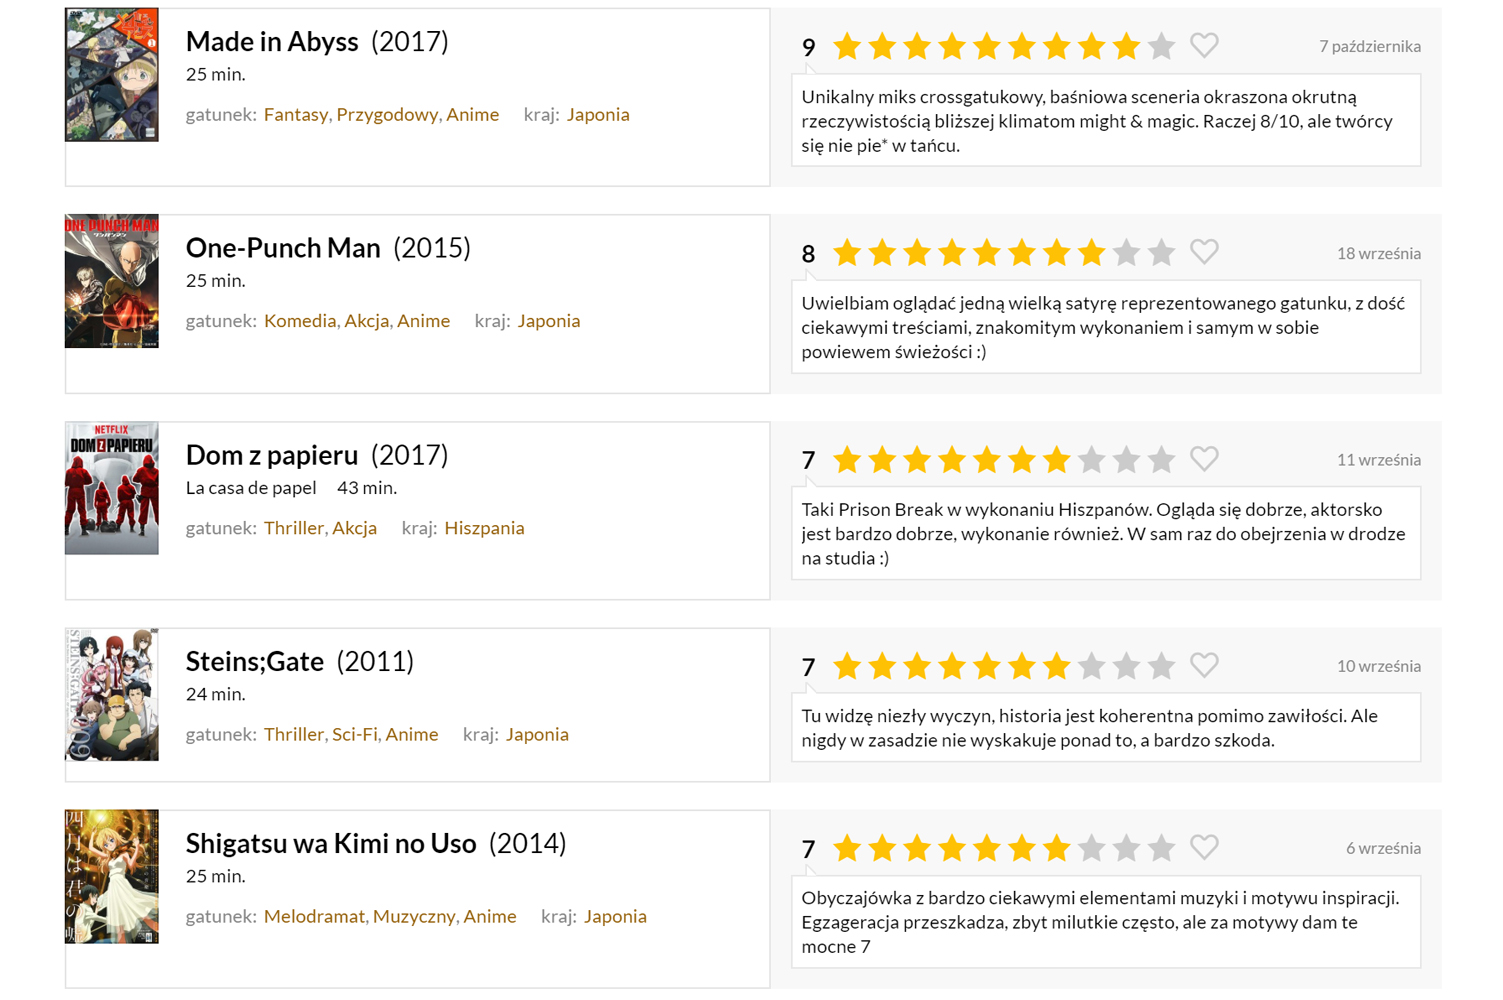 Made in Abyss (2017)
25 min.
gatunek: Fantasy, Przygodowy, Anime kraj: Japonia
9
7 października
Unikalny miks crossgatukowy, baśniowa sceneria okraszona okrutną
rzeczywistością bliższej klimatom might & magic. Raczej 8/10, ale twórcy
się nie pie* w tańcu.
ONE PUNCH MAN
One-Punch Man (2015)
25 min.
gatunek: Komedia, Akcja, Anime kraj: Japonia
8
18 września
Uwielbiam oglądać jedną wielką satyrę reprezentowanego gatunku, z dość
ciekawymi treściami, znakomitym wykonaniem i samym w sobie
powiewem świeżości :)
NETFLIX
DOM Z PAPIERU
Dom z papieru (2017)
La casa de papel 43 min.
gatunek: Thriller, Akcja kraj: Hiszpania
7
11 września
Taki Prison Break w wykonaniu Hiszpanów. Ogląda się dobrze, aktorsko
jest bardzo dobrze, wykonanie również. W sam raz do obejrzenia w drodze
na studia :)
STEINS;GATE
Steins;Gate (2011)
24 min.
gatunek: Thriller, Sci-Fi, Anime kraj: Japonia
7
10 września
Tu widzę niezły wyczyn, historia jest koherentna pomimo zawiłości. Ale
nigdy w zasadzie nie wyskakuje ponad to, a bardzo szkoda.
四月は君の嘘
Shigatsu wa Kimi no Uso (2014)
25 min.
gatunek: Melodramat, Muzyczny, Anime kraj: Japonia
7
6 września
Obyczajówka z bardzo ciekawymi elementami muzyki i motywu inspiracji.
Egzageracja przeszkadza, zbyt milutkie często, ale za motywy dam te
mocne 7